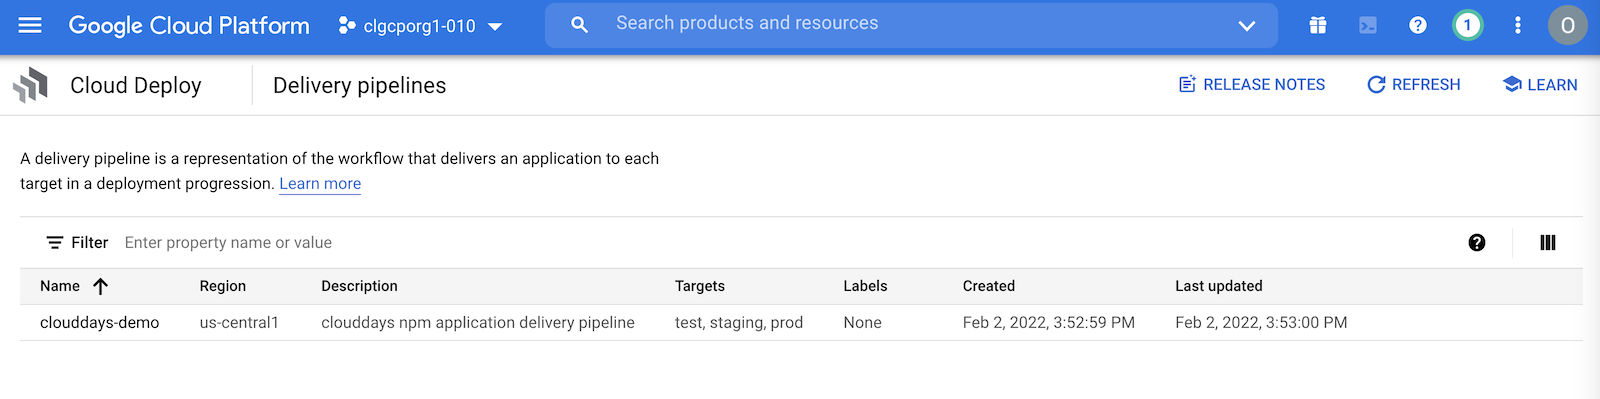 Google Cloud Platform clgcporg1-010 Search products and resources 1 O
Cloud Deploy Delivery pipelines RELEASE NOTES REFRESH LEARN
A delivery pipeline is a representation of the workflow that delivers an application to each
target in a deployment progression. Learn more
Filter Enter property name or value
Name Region Description Targets Labels Created Last updated
clouddays-demo us-central1 clouddays npm application delivery pipeline test, staging, prod None Feb 2, 2022, 3:52:59 PM Feb 2, 2022, 3:53:00 PM